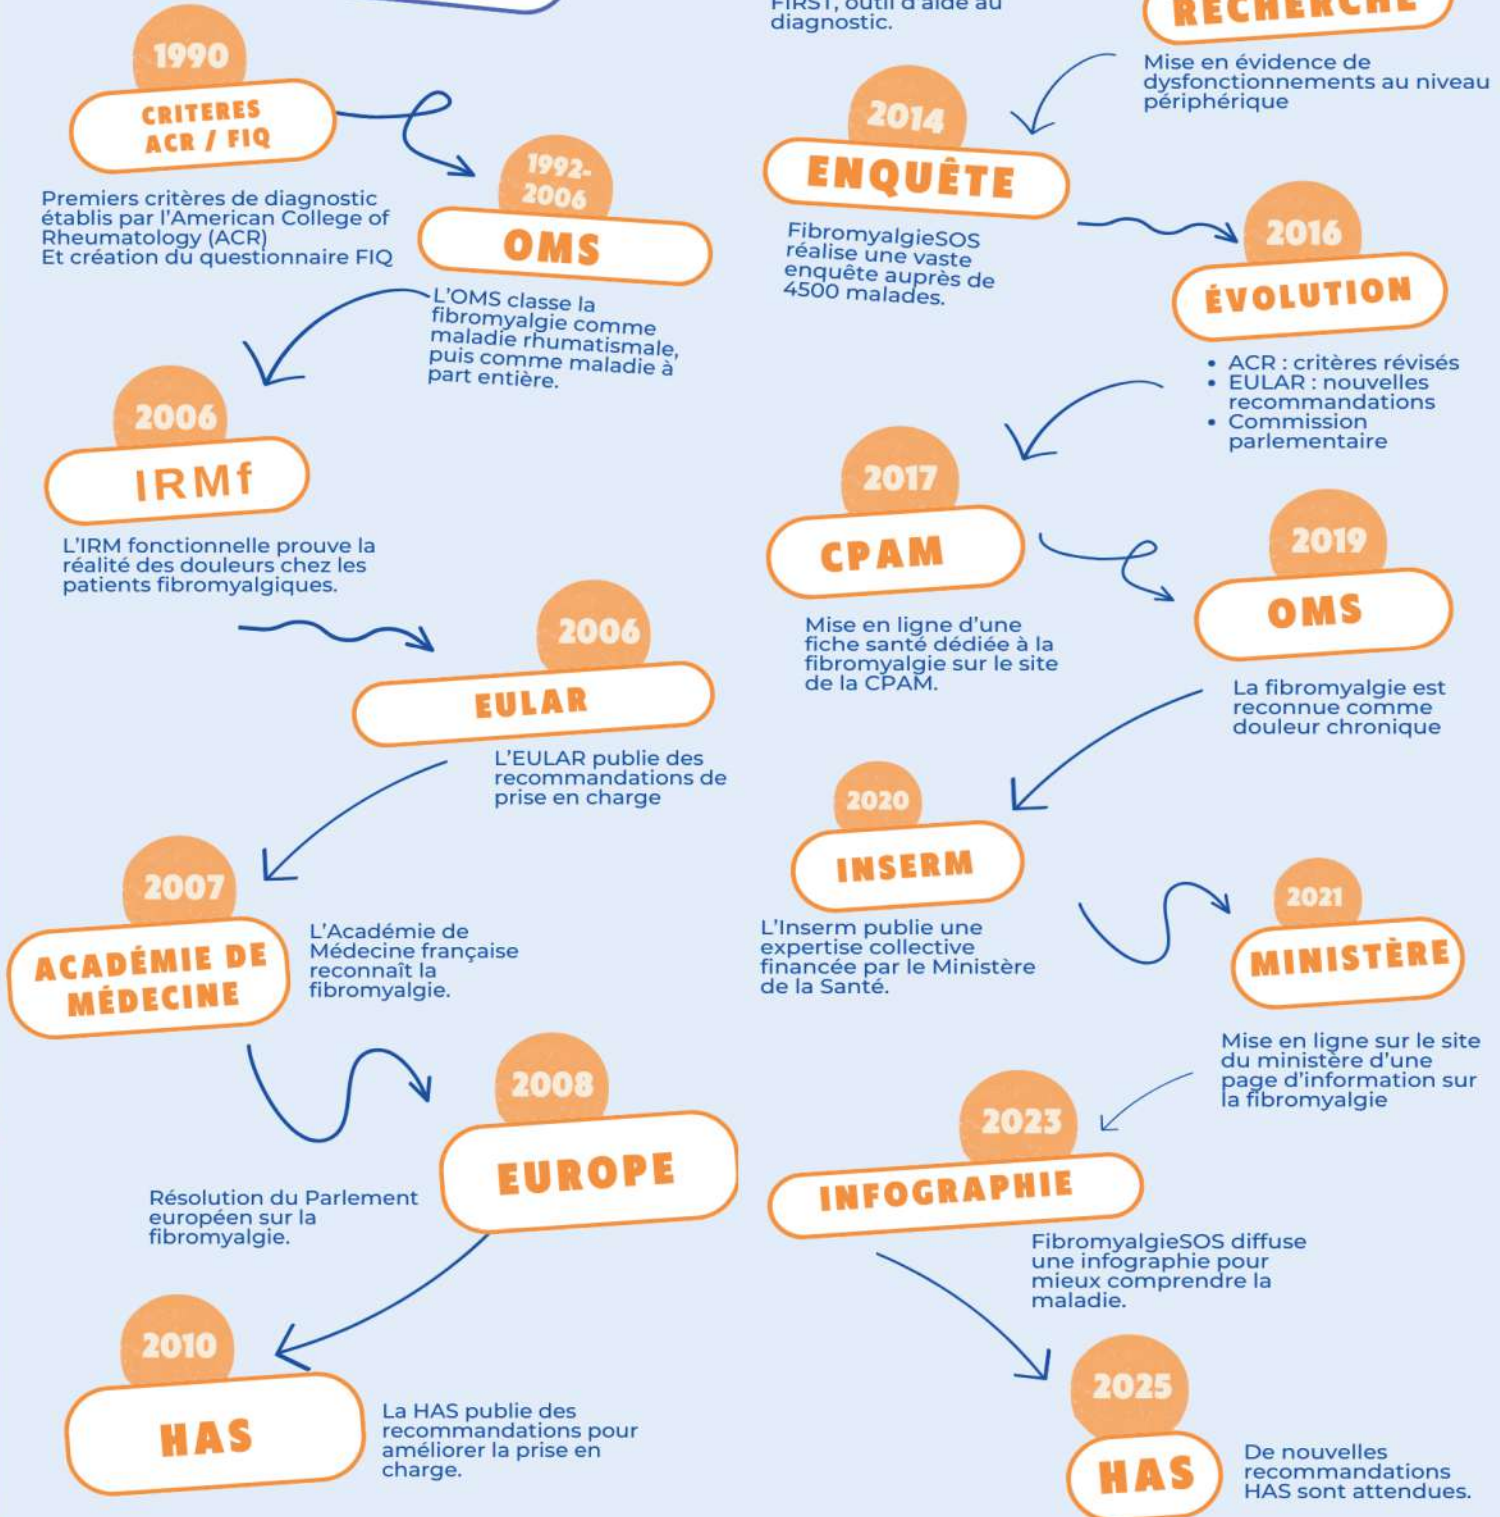 1990
CRITERES
ACR / FIQ
Premiers critères de diagnostic
établis par l'American College of
Rheumatology (ACR)
Et création du questionnaire FIQ
1992-
2006
OMS
L'OMS classe la
fibromyalgie comme
maladie rhumatismale,
puis comme maladie à
part entière.
2006
IRMf
L'IRM fonctionnelle prouve la
réalité des douleurs chez les
patients fibromyalgiques.
2006
EULAR
L'EULAR publie des
recommandations de
prise en charge
2007
ACADÉMIE DE
MÉDECINE
L'Académie de
Médecine française
reconnaît la
fibromyalgie.
2008
EUROPE
Résolution du Parlement
européen sur la
fibromyalgie.
2010
HAS
La HAS publie des
recommandations pour
améliorer la prise en
charge.
FIRST, outil d'aide au
diagnostic.
RECHERCHE
Mise en évidence de
dysfonctionnements au niveau
périphérique
2014
ENQUÊTE
FibromyalgieSOS
réalise une vaste
enquête auprès de
4500 malades.
2016
ÉVOLUTION
• ACR : critères révisés
• EULAR : nouvelles
recommandations
• Commission
parlementaire
2017
CPAM
Mise en ligne d'une
fiche santé dédiée à la
fibromyalgie sur le site
de la CPAM.
2019
OMS
La fibromyalgie est
reconnue comme
douleur chronique
2020
INSERM
L'Inserm publie une
expertise collective
financée par le Ministère
de la Santé.
2021
MINISTÈRE
Mise en ligne sur le site
du ministère d'une
page d'information sur
la fibromyalgie
2023
INFOGRAPHIE
FibromyalgieSOS diffuse
une infographie pour
mieux comprendre la
maladie.
2025
HAS
De nouvelles
recommandations
HAS sont attendues.